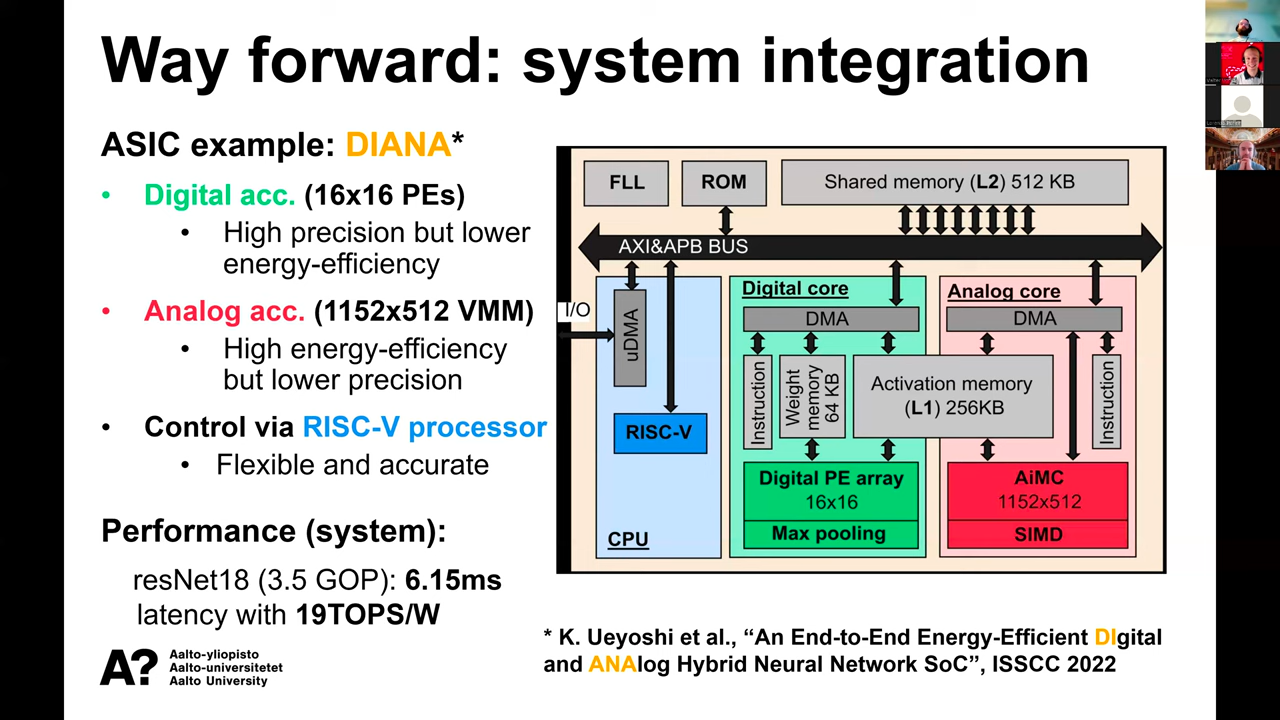 Way forward: system integration
ASIC example: DIANA*
• Digital acc. (16x16 PEs)
• High precision but lower
energy-efficiency
• Analog acc. (1152x512 VMM)
• High energy-efficiency
but lower precision
• Control via RISC-V processor
• Flexible and accurate
Performance (system):
resNet18 (3.5 GOP): 6.15ms
latency with 19TOPS/W
A?
Aalto-yliopisto
Aalto-universitetet
Aalto University
FLL
ROM
Shared memory (L2) 512 KB
AXI&APB BUS
I/O
uDMA
RISC-V
CPU
Digital core
DMA
Instruction
Weight
memory
64 KB
Activation memory
(L1) 256KB
Digital PE array
16x16
Max pooling
Analog core
DMA
Instruction
AiMC
1152x512
SIMD
* K. Ueyoshi et al., “An End-to-End Energy-Efficient DIgital
and ANAlog Hybrid Neural Network SoC”, ISSCC 2022